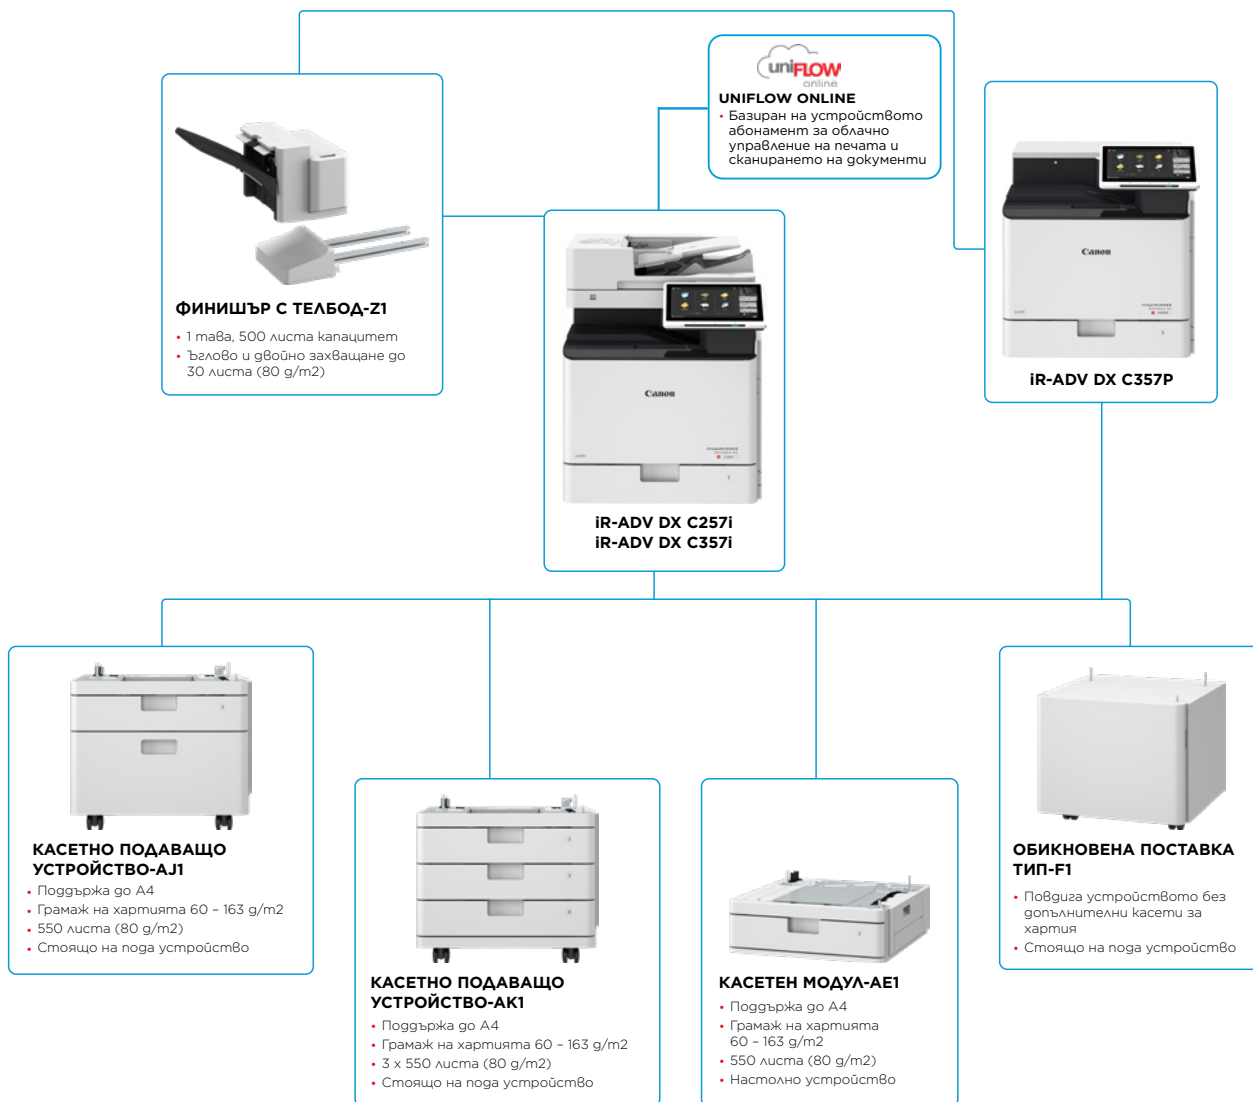 uniFLOW
online
UNIFLOW ONLINE
• Базиран на устройството
абонамент за облачно
управление на печата и
сканирането на документи
ФИНИШЪР С ТЕЛБОД-Z1
• 1 тава, 500 листа капацитет
• Ъглово и двойно захващане до
30 листа (80 g/m2)
Canon
iR-ADV DX C257i
iR-ADV DX C357i
Canon
iR-ADV DX C357P
КАСЕТНО ПОДАВАЩО
УСТРОЙСТВО-AJ1
• Поддържа до A4
• Грамаж на хартията 60 – 163 g/m2
• 550 листа (80 g/m2)
• Стоящо на пода устройство
КАСЕТНО ПОДАВАЩО
УСТРОЙСТВО-AK1
• Поддържа до A4
• Грамаж на хартията 60 – 163 g/m2
• 3 x 550 листа (80 g/m2)
• Стоящо на пода устройство
КАСЕТЕН МОДУЛ-AE1
• Поддържа до A4
• Грамаж на хартията
60 – 163 g/m2
• 550 листа (80 g/m2)
• Настолно устройство
ОБИКНОВЕНА ПОСТАВКА
ТИП-F1
• Повдига устройството без
допълнителни касети за
хартия
• Стоящо на пода устройство